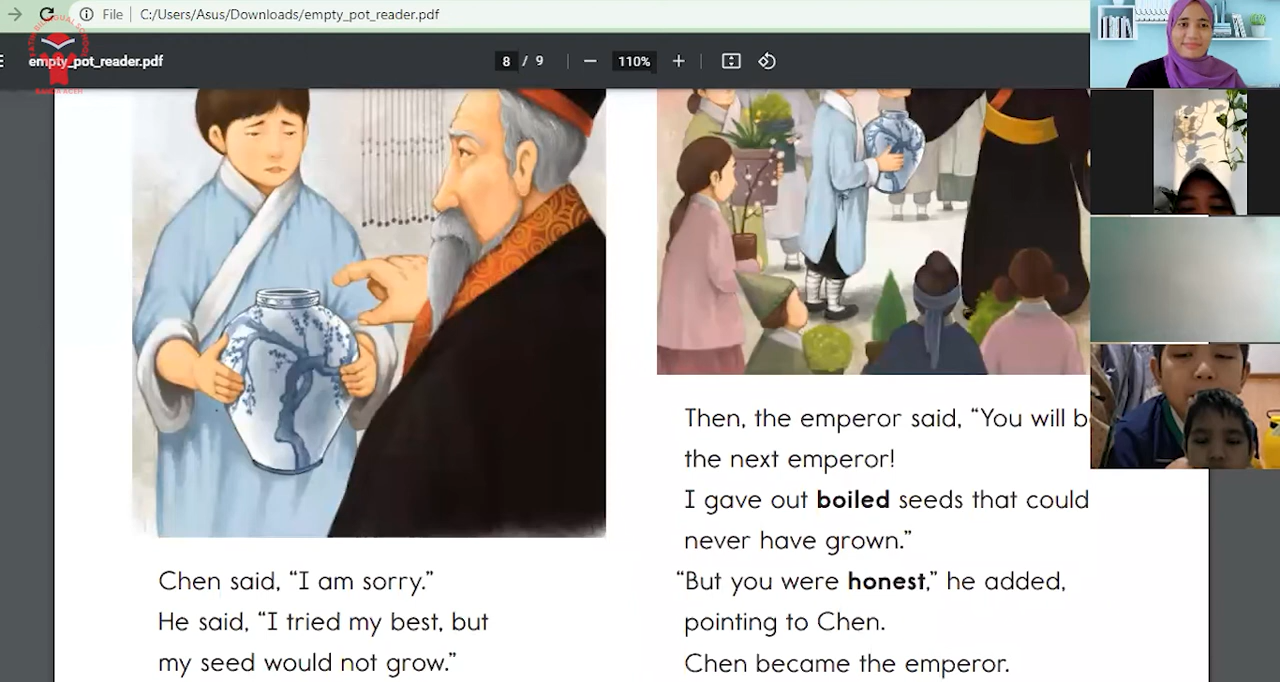 File C:/Users/Asus/Downloads/empty_pot_reader.pdf
empty_pot_reader.pdf
8 / 9
110%
BANDA ACEH
Chen said, “I am sorry.”
He said, “I tried my best, but
my seed would not grow.”
Then, the emperor said, “You will b
the next emperor!
I gave out boiled seeds that could
never have grown.”
“But you were honest,” he added,
pointing to Chen.
Chen became the emperor.